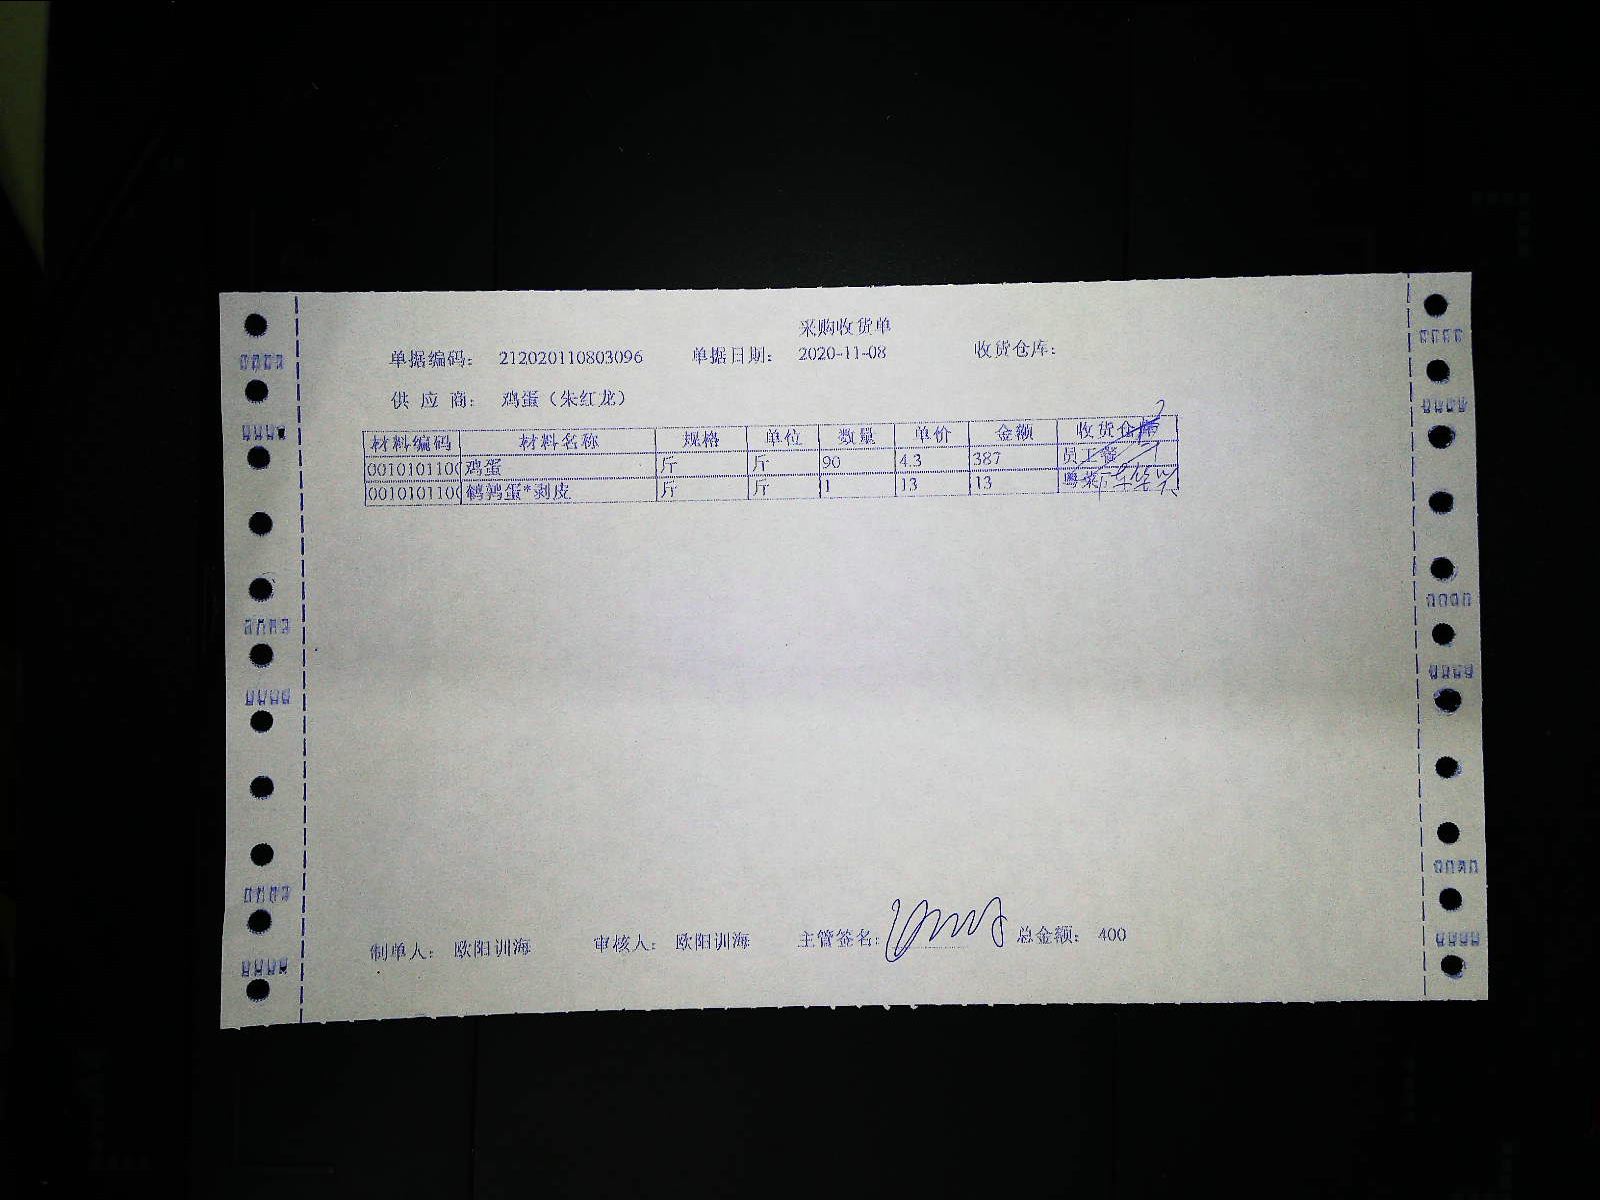 采购收货单
单据编码: 212020110803096 单据日期: 2020-11-08 收货仓库:
供应商: 鸡蛋（朱红龙）
材料编码 材料名称 规格 单位 数量 单价 金额 收货仓库
0010101100 鸡蛋 斤 斤 90 4.3 387 员工餐
0010101100 鹌鹑蛋*剥皮 斤 斤 1 13 13 粤菜
制单人: 欧阳训海 审核人: 欧阳训海 主管签名: 总金额: 400